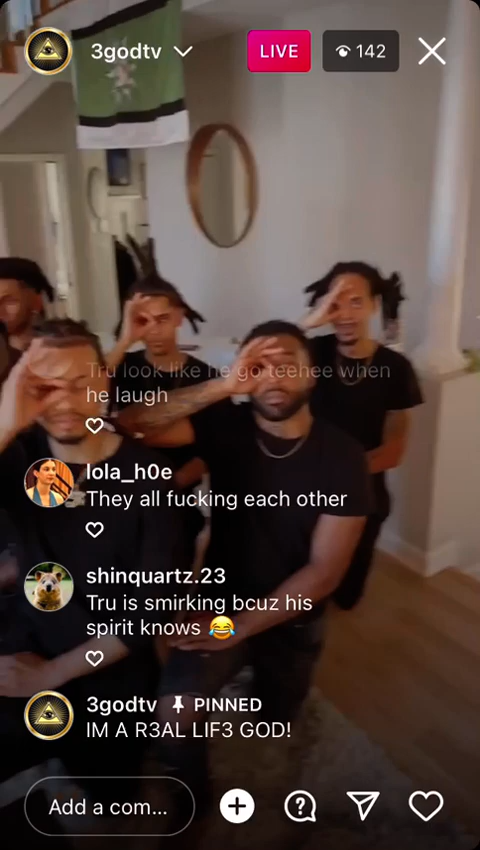 3godtv
LIVE
142
Tru look like he go teehee when
he laugh
lola_h0e
They all fucking each other
shinquartz.23
Tru is smirking bcuz his
spirit knows 😂
3godtv PINNED
IM A R3AL LIF3 GOD!
Add a com...